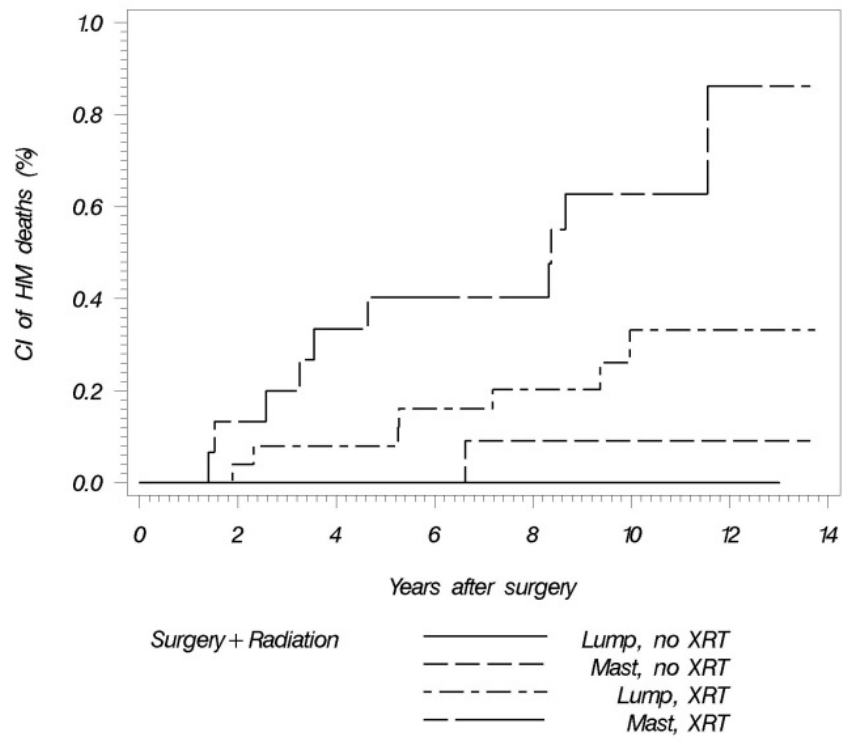 1.0
0.8
0.6
0.4
0.2
0.0
CI of HM deaths (%)
0 2 4 6 8 10 12 14
Years after surgery
Surgery + Radiation
Lump, no XRT
Mast, no XRT
Lump, XRT
Mast, XRT